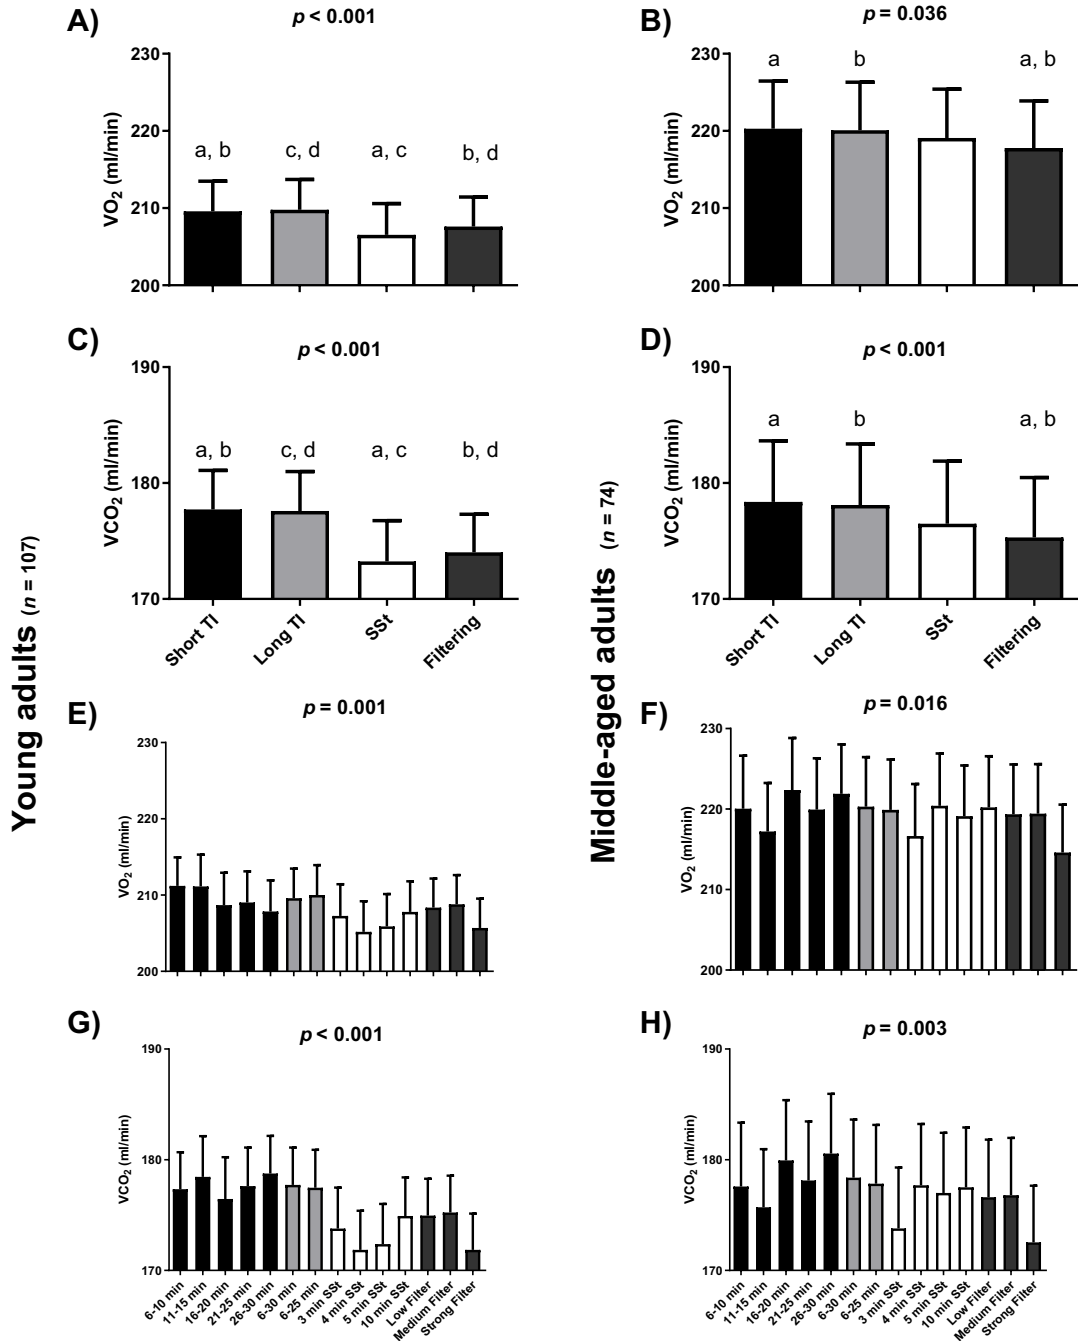 A)
p < 0.001
VO2 (ml/min)
230
220
210
200
a, b
c, d
a, c
b, d
B)
p = 0.036
VO2 (ml/min)
230
220
210
200
a
b
a, b
C)
p < 0.001
VCO2 (ml/min)
190
180
170
a, b
c, d
a, c
b, d
Short TI
Long TI
SSt
Filtering
D)
p < 0.001
VCO2 (ml/min)
190
180
170
a
b
a, b
Short TI
Long TI
SSt
Filtering
Young adults (n = 107)
Middle-aged adults (n = 74)
E)
p = 0.001
VO2 (ml/min)
230
220
210
200
F)
p = 0.016
VO2 (ml/min)
230
220
210
200
G)
p < 0.001
VCO2 (ml/min)
190
180
170
6-10 min
11-15 min
16-20 min
21-25 min
26-30 min
6-30 min
6-25 min
3 min SSt
4 min SSt
5 min SSt
10 min SSt
Low Filter
Medium Filter
Strong Filter
H)
p = 0.003
VCO2 (ml/min)
190
180
170
6-10 min
11-15 min
16-20 min
21-25 min
26-30 min
6-30 min
6-25 min
3 min SSt
4 min SSt
5 min SSt
10 min SSt
Low Filter
Medium Filter
Strong Filter